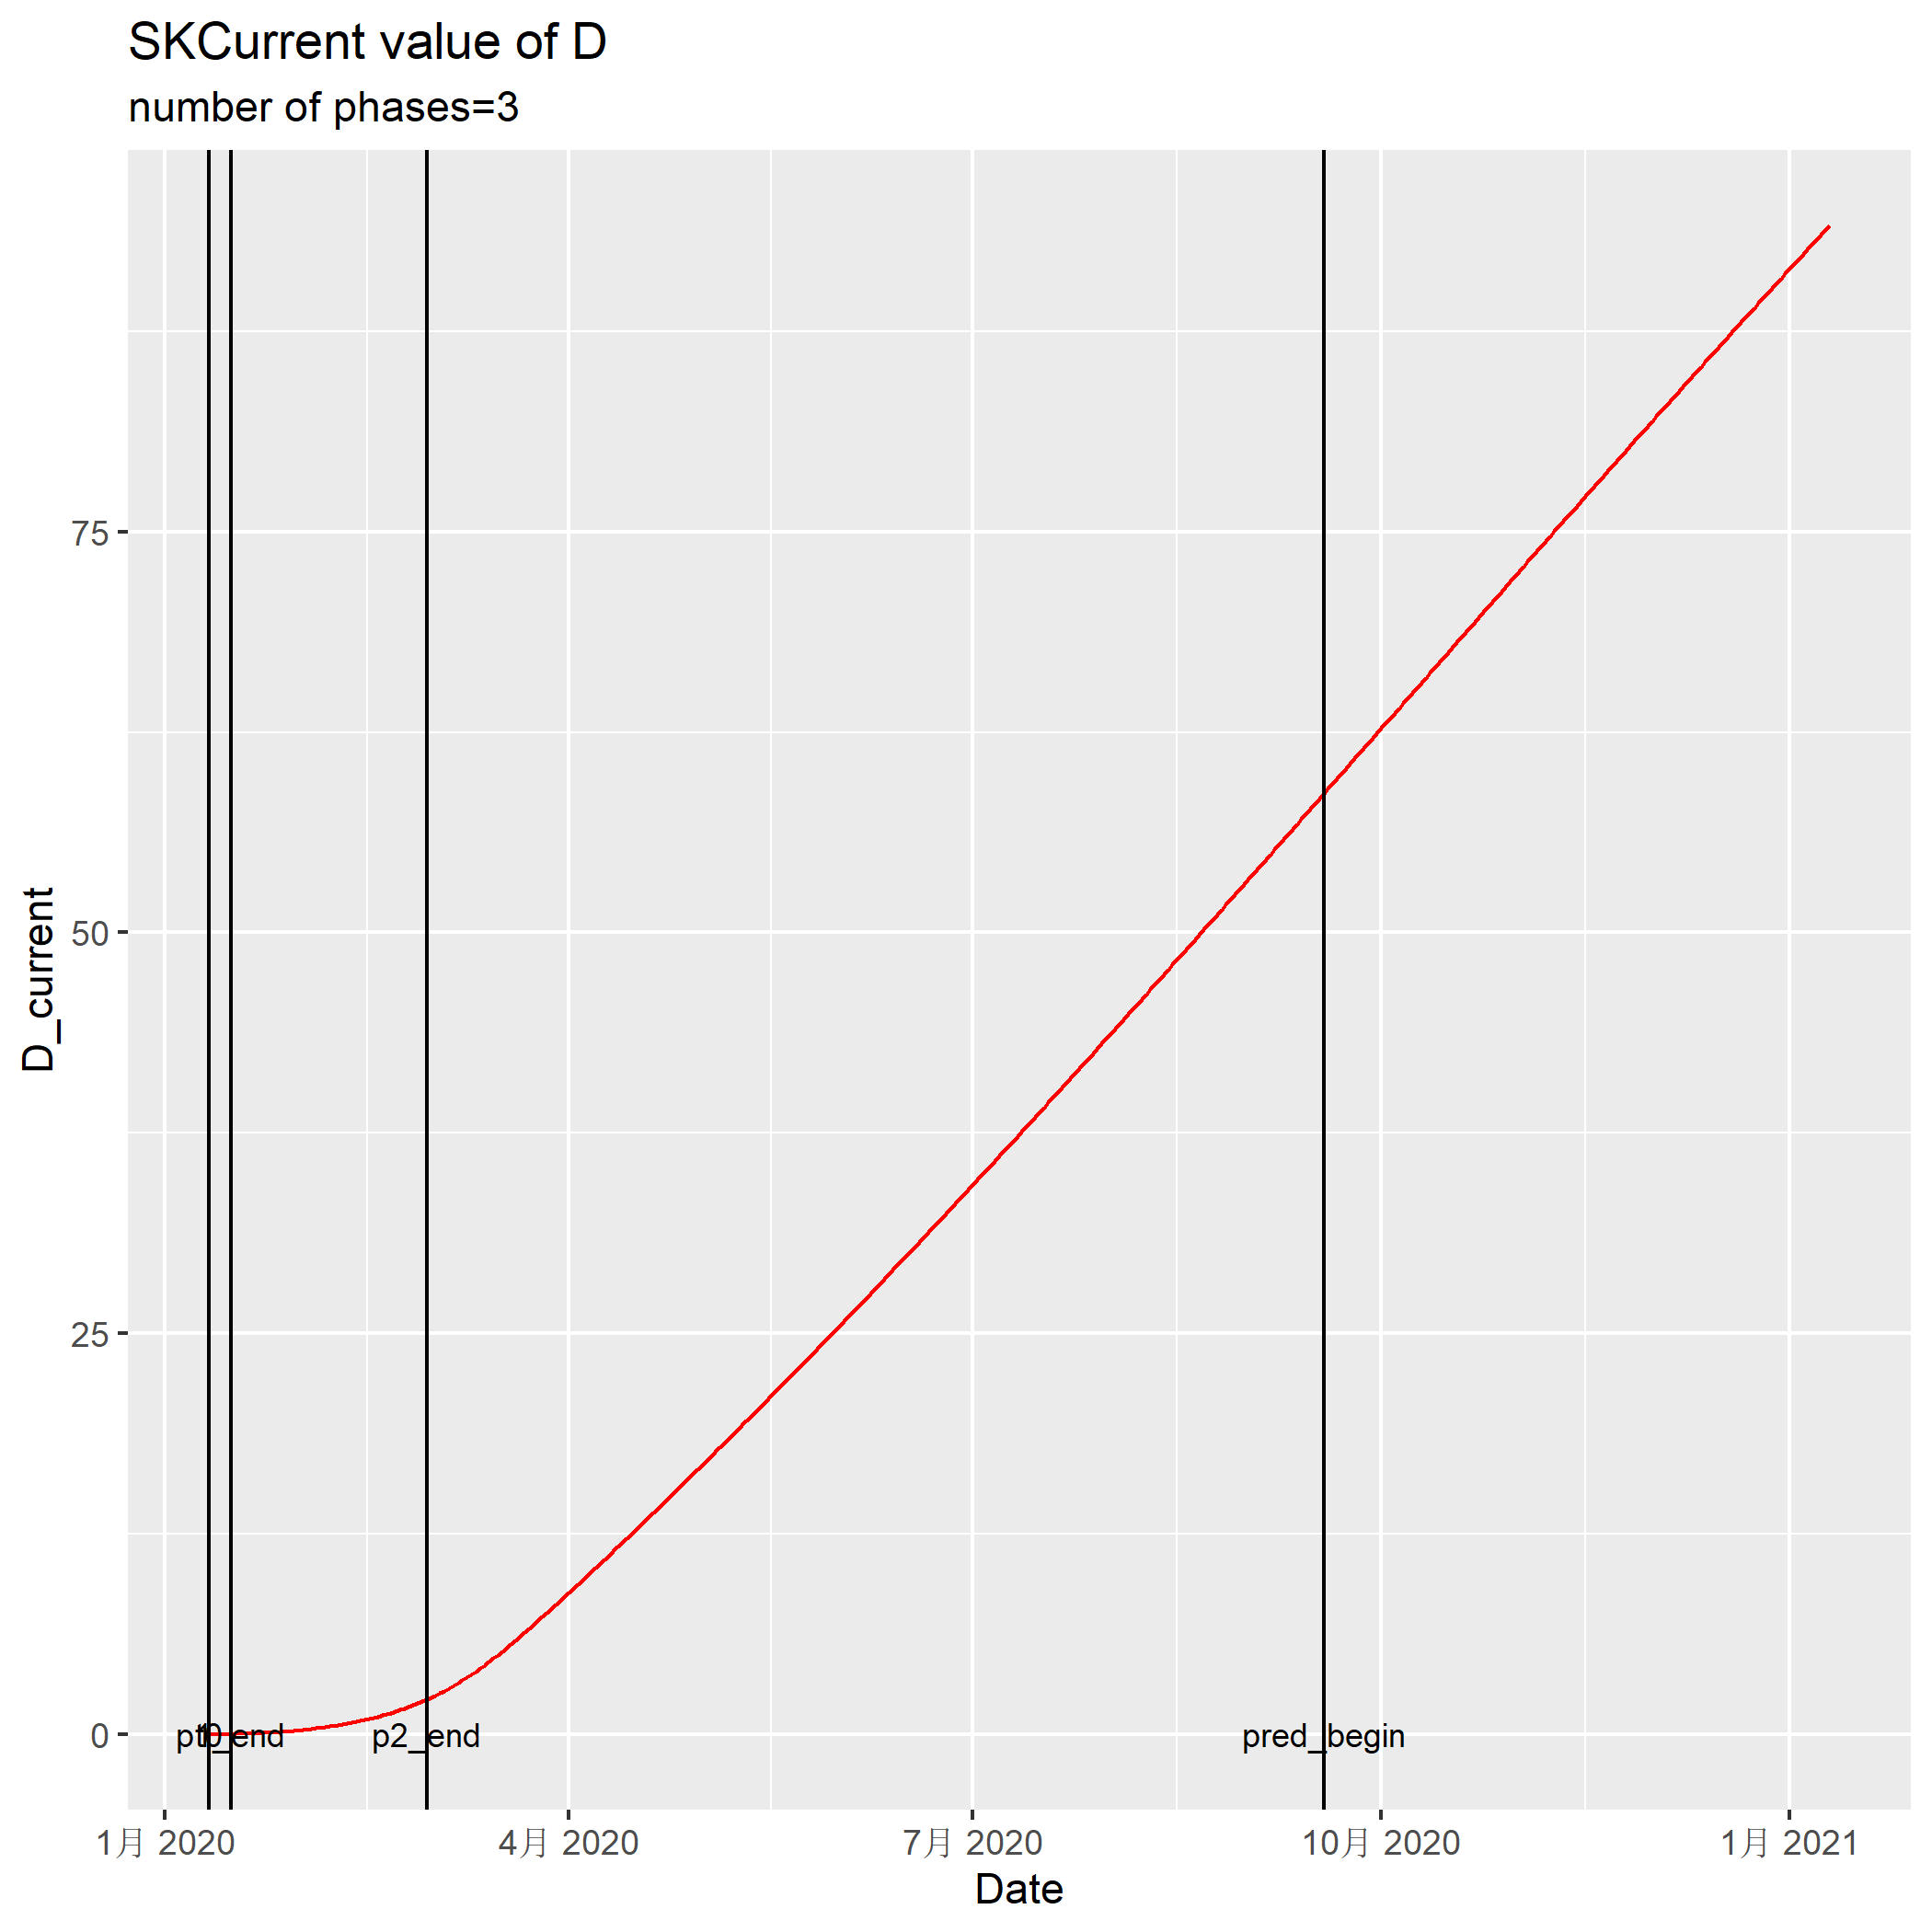 SKCurrent value of D
number of phases=3
D_current
75
50
25
0
p2_end
pred_begin
1月 2020
4月 2020
7月 2020
10月 2020
1月 2021
Date